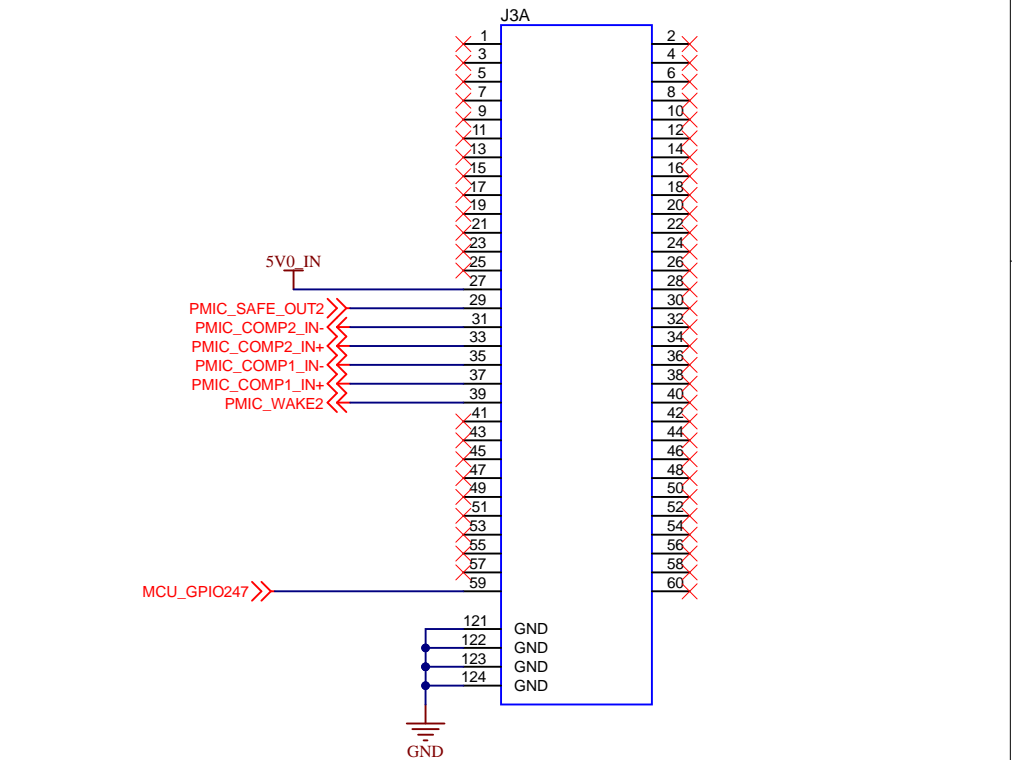 J3A
1 2
3 4
5 6
7 8
9 10
11 12
13 14
15 16
17 18
19 20
21 22
23 24
5V0_IN 25 26
27 28
PMIC_SAFE_OUT2 29 30
PMIC_COMP2_IN- 31 32
PMIC_COMP2_IN+ 33 34
PMIC_COMP1_IN- 35 36
PMIC_COMP1_IN+ 37 38
PMIC_WAKE2 39 40
41 42
43 44
45 46
47 48
49 50
51 52
53 54
55 56
57 58
MCU_GPIO247 59 60
121 GND
122 GND
123 GND
124 GND
GND